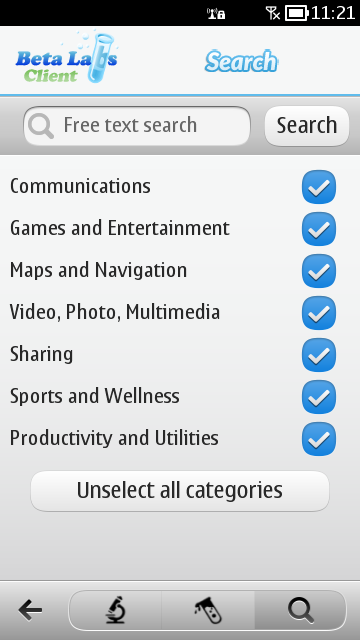 11:21
Beta Labs
Client
Search
Free text search
Search
Communications
Games and Entertainment
Maps and Navigation
Video, Photo, Multimedia
Sharing
Sports and Wellness
Productivity and Utilities
Unselect all categories